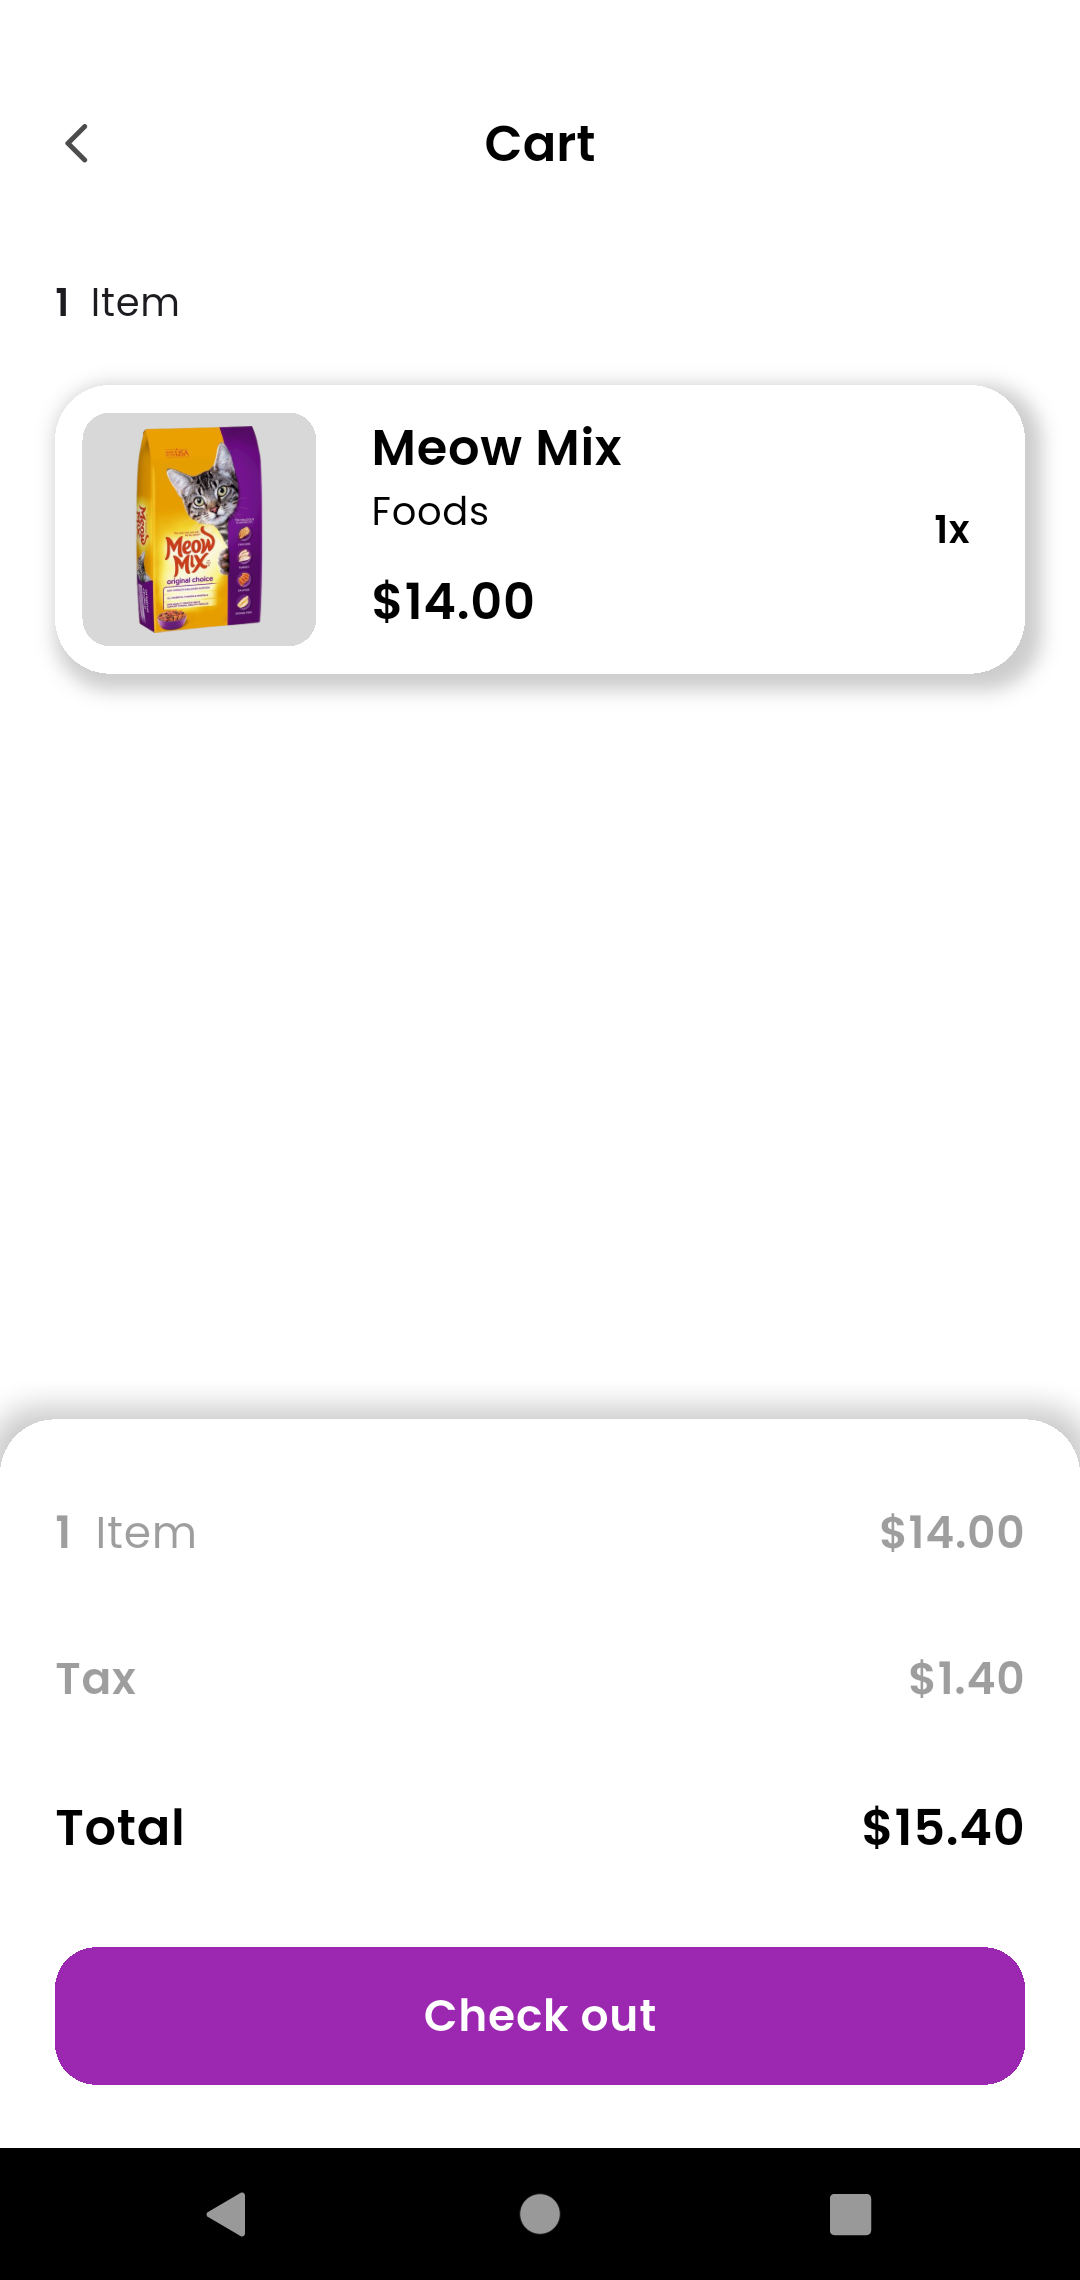 Cart
1 Item
Meow Mix
Foods
$14.00
1x
Meow
Mix
original choice
1 Item $14.00
Tax $1.40
Total $15.40
Check out